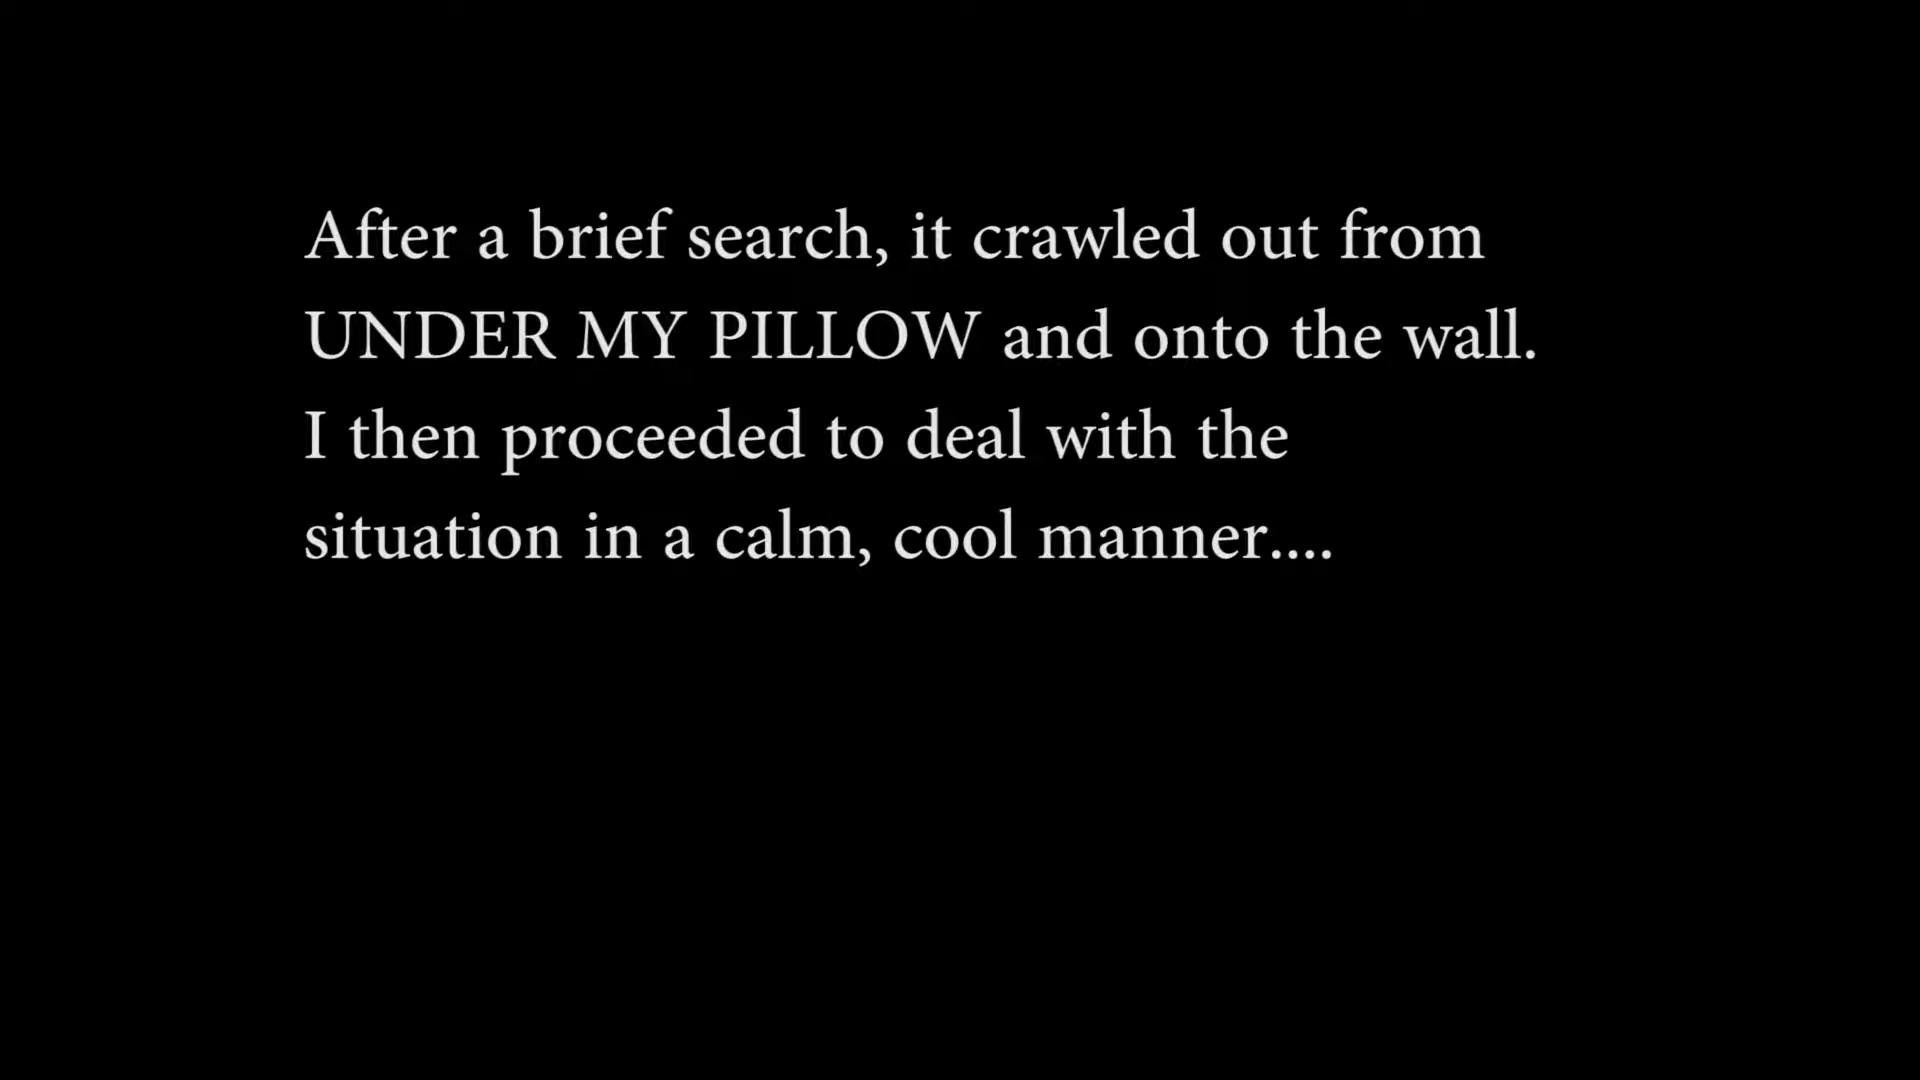 After a brief search, it crawled out from
UNDER MY PILLOW and onto the wall.
I then proceeded to deal with the
situation in a calm, cool manner....